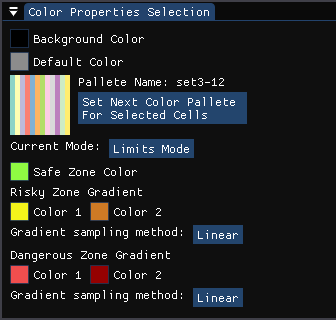 Color Properties Selection
Background Color
Default Color
Pallete Name: set3-12
Set Next Color Pallete
For Selected Cells
Current Mode: Limits Mode
Safe Zone Color
Risky Zone Gradient
Color 1 Color 2
Gradient sampling method: Linear
Dangerous Zone Gradient
Color 1 Color 2
Gradient sampling method: Linear